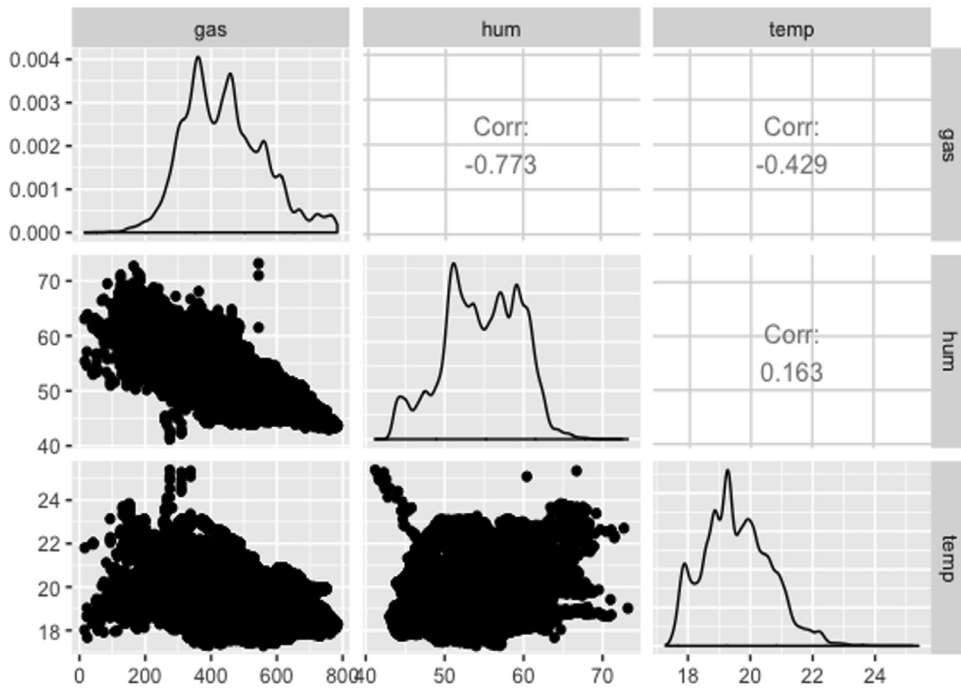 gas hum temp
0.004
0.003
0.002
0.001
0.000
Corr:
-0.773
Corr:
-0.429
gas
70
60
50
40
Corr:
0.163
hum
24
22
20
18
temp
0 200 400 600 800
40 50 60 70
18 20 22 24